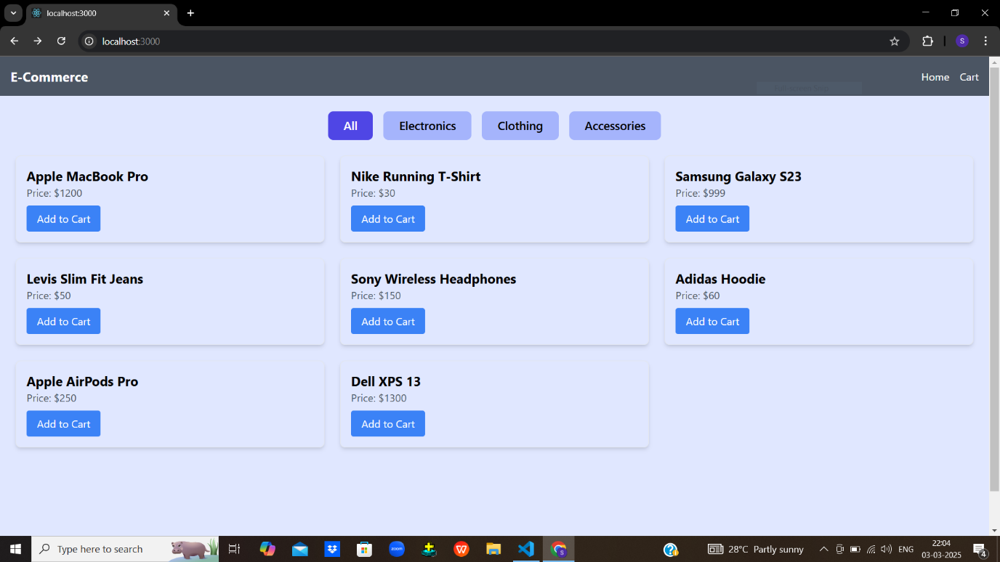 localhost:3000
localhost:3000
S
E-Commerce
Home Cart
All Electronics Clothing Accessories
Apple MacBook Pro
Price: $1200
Add to Cart
Nike Running T-Shirt
Price: $30
Add to Cart
Samsung Galaxy S23
Price: $999
Add to Cart
Levis Slim Fit Jeans
Price: $50
Add to Cart
Sony Wireless Headphones
Price: $150
Add to Cart
Adidas Hoodie
Price: $60
Add to Cart
Apple AirPods Pro
Price: $250
Add to Cart
Dell XPS 13
Price: $1300
Add to Cart
Type here to search
zoom
W
S
28°C Partly sunny
ENG
22:04
03-03-2025
4